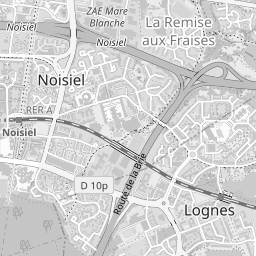 ZAE Mare
Blanche
La Remise
aux Fraises
Noisiel
Noisiel
Noisiel
RER A
Noisiel
D 10p
Route de la Brie
Lognes